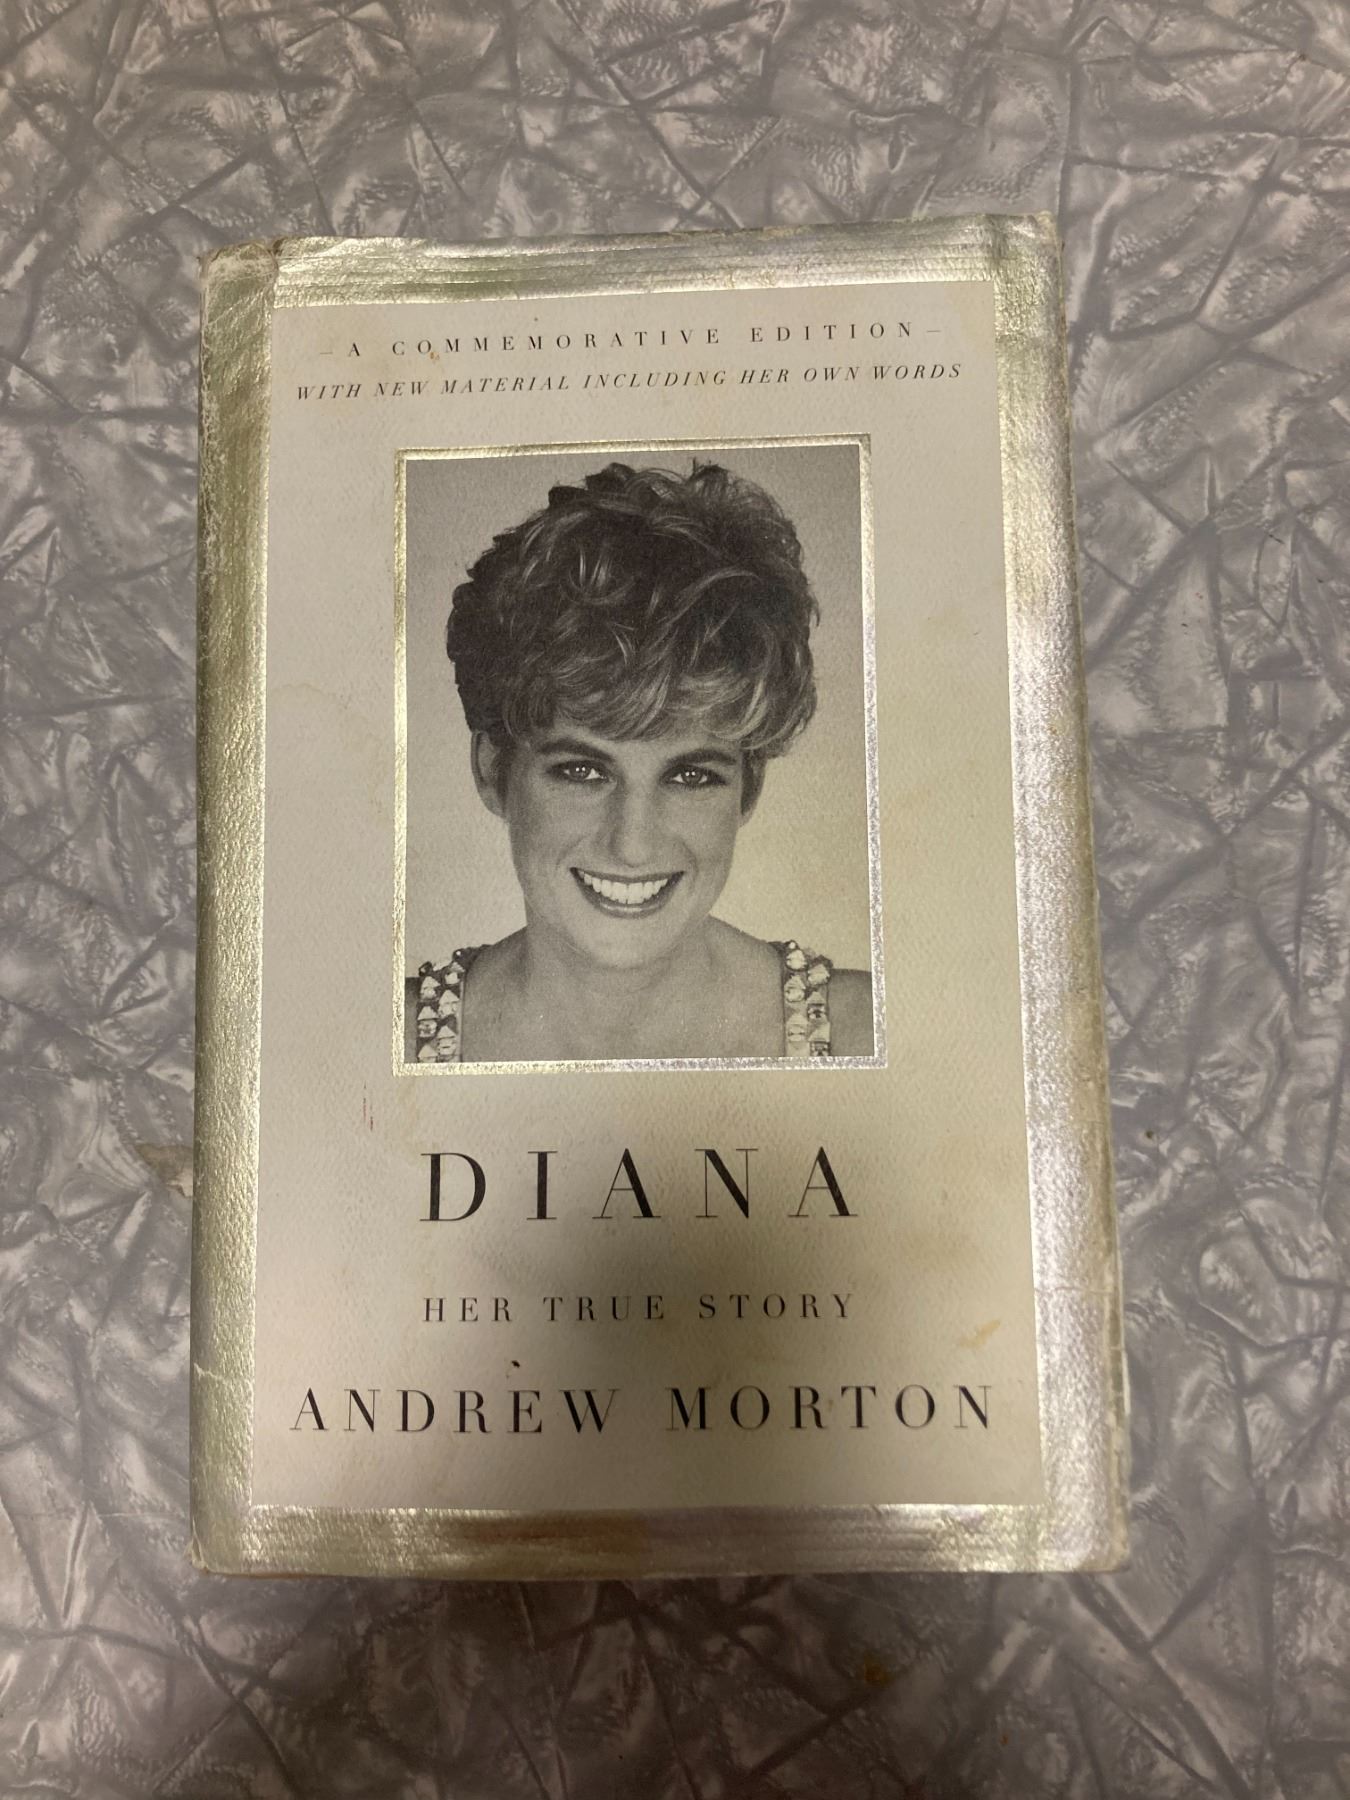 – A COMMEMORATIVE EDITION –
WITH NEW MATERIAL INCLUDING HER OWN WORDS
DIANA
HER TRUE STORY
ANDREW MORTON